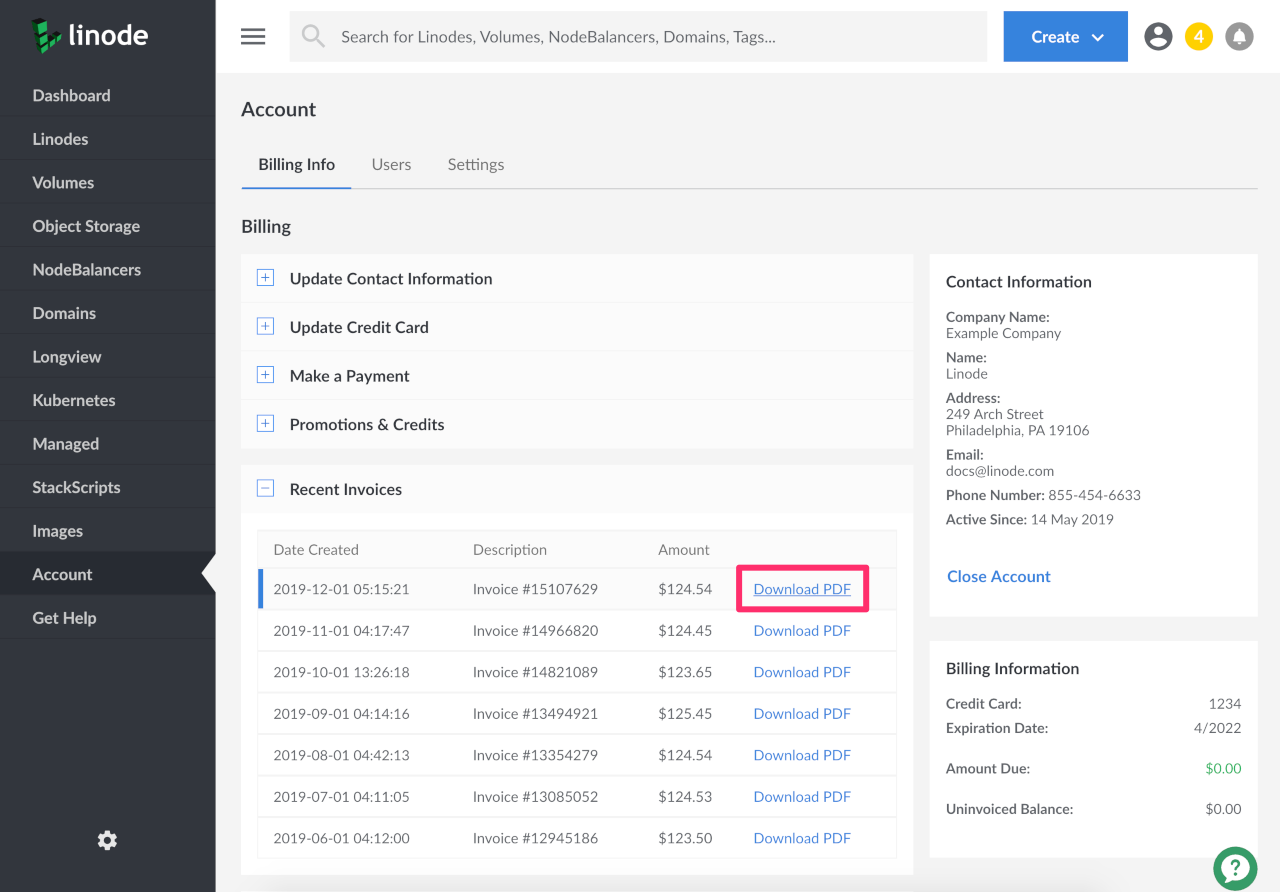 linode
Search for Linodes, Volumes, NodeBalancers, Domains, Tags...
Create
4
Dashboard
Linodes
Volumes
Object Storage
NodeBalancers
Domains
Longview
Kubernetes
Managed
StackScripts
Images
Account
Get Help
Account
Billing Info Users Settings
Billing
Update Contact Information
Update Credit Card
Make a Payment
Promotions & Credits
Recent Invoices
Date Created Description Amount
2019-12-01 05:15:21 Invoice #15107629 $124.54 Download PDF
2019-11-01 04:17:47 Invoice #14966820 $124.45 Download PDF
2019-10-01 13:26:18 Invoice #14821089 $123.65 Download PDF
2019-09-01 04:14:16 Invoice #13494921 $125.45 Download PDF
2019-08-01 04:42:13 Invoice #13354279 $124.54 Download PDF
2019-07-01 04:11:05 Invoice #13085052 $124.53 Download PDF
2019-06-01 04:12:00 Invoice #12945186 $123.50 Download PDF
Contact Information
Company Name:
Example Company
Name:
Linode
Address:
249 Arch Street
Philadelphia, PA 19106
Email:
docs@linode.com
Phone Number: 855-454-6633
Active Since: 14 May 2019
Close Account
Billing Information
Credit Card: 1234
Expiration Date: 4/2022
Amount Due: $0.00
Uninvoiced Balance: $0.00
?